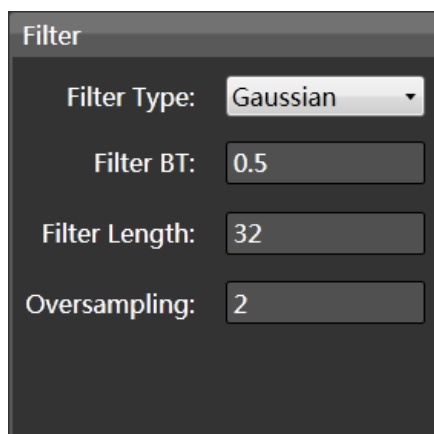 Filter
Filter Type: Gaussian
Filter BT: 0.5
Filter Length: 32
Oversampling: 2